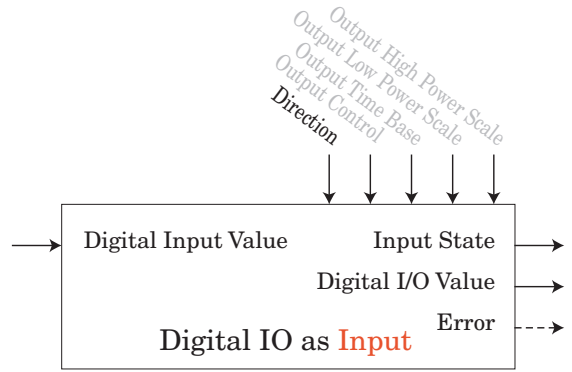 Output High Power Scale
Output Low Power Scale
Output Time Base
Output Control
Direction
Digital Input Value
Input State
Digital I/O Value
Error
Digital IO as Input